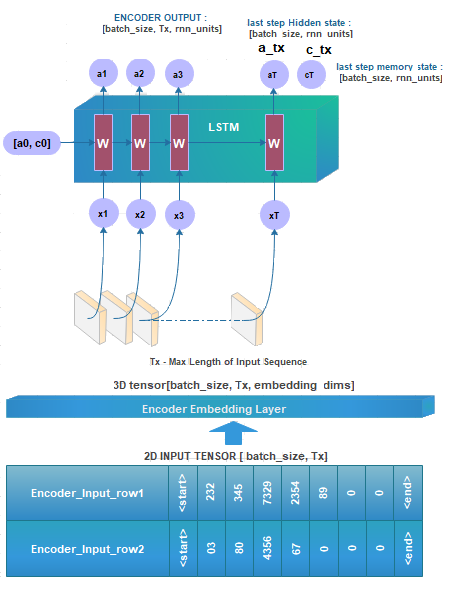 ENCODER OUTPUT :
[batch_size, Tx, rnn_units]
last step Hidden state :
[batch_size, rnn_units]
a_tx
c_tx
last step memory state :
[batch_size, rnn_units]
a1
a2
a3
aT
cT
LSTM
[a0, c0]
W
W
W
W
x1
x2
x3
xT
Tx - Max Length of Input Sequence
3D tensor[batch_size, Tx, embedding_dims]
Encoder Embedding Layer
2D INPUT TENSOR [ batch_size, Tx]
Encoder_Input_row1 <start> 232 345 7329 2354 89 0 0 <end>
Encoder_Input_row2 <start> 03 80 4356 67 0 0 0 <end>